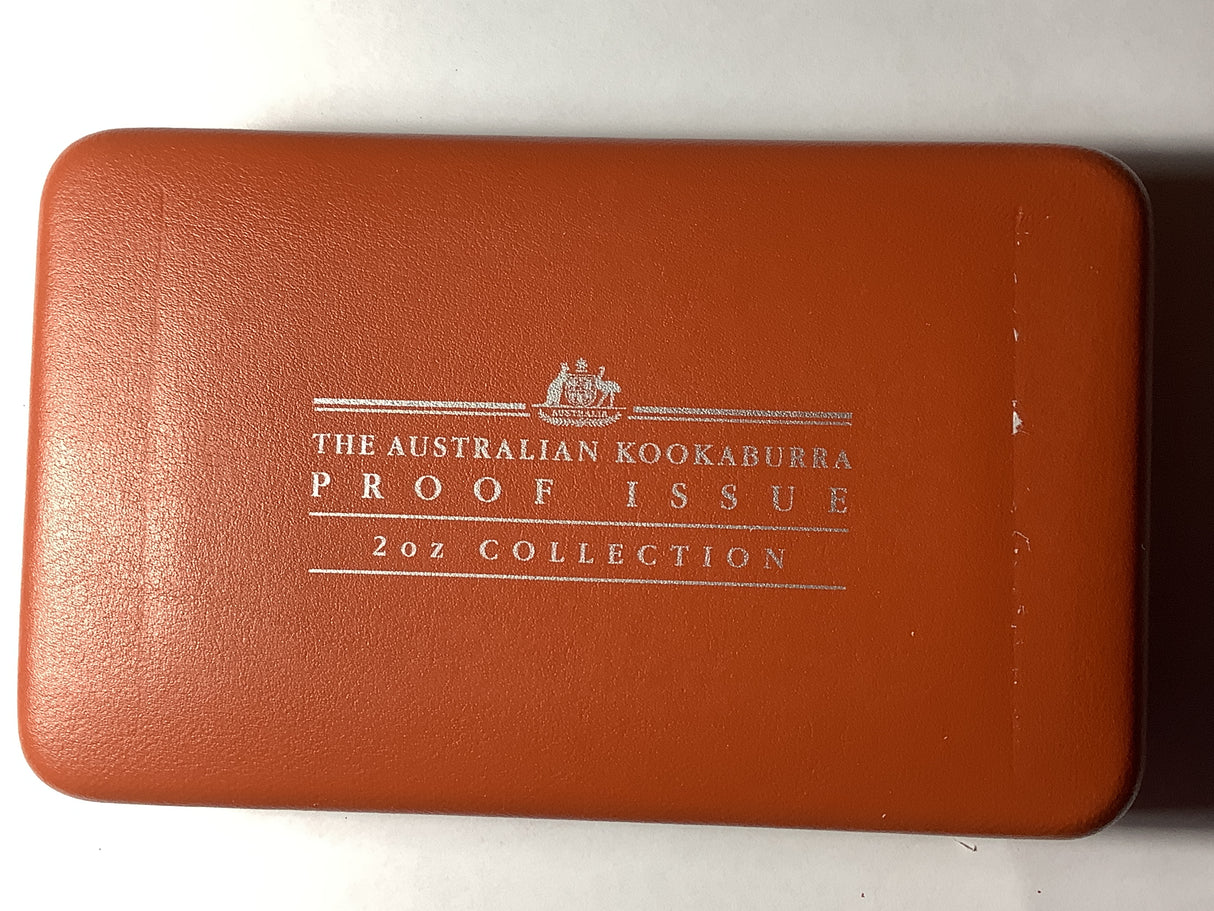 AUSTRALIA
THE AUSTRALIAN KOOKABURRA
PROOF ISSUE
2oz COLLECTION